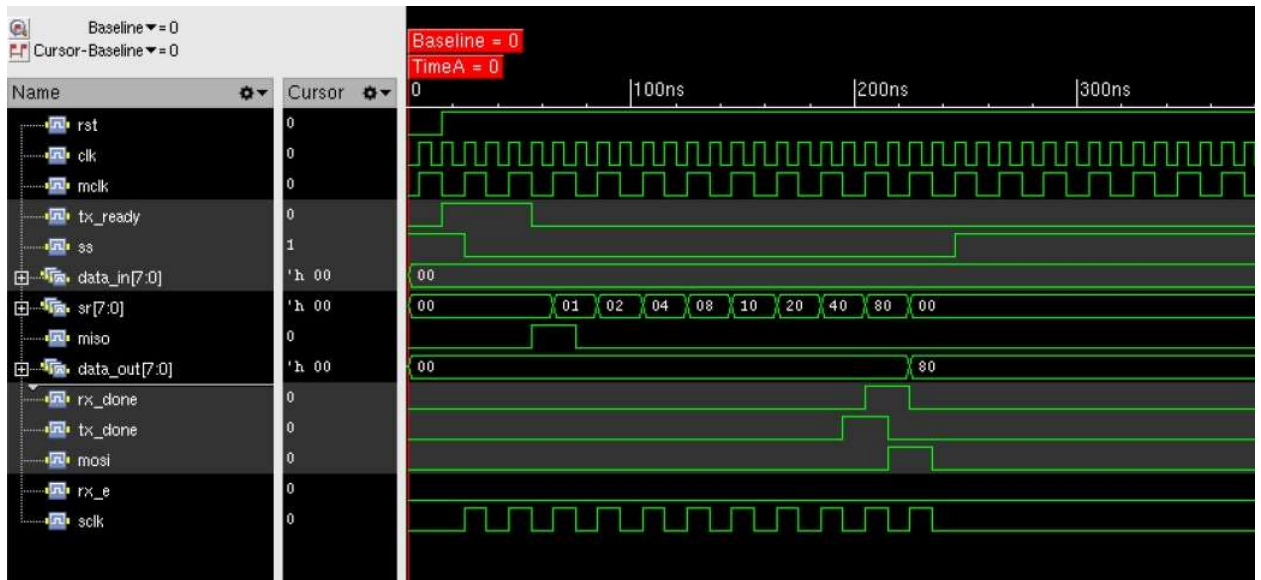 Baseline▼= 0
Cursor-Baseline▼= 0
Baseline = 0
TimeA = 0
Name Cursor 0 100ns 200ns 300ns
rst 0
clk 0
mclk 0
tx_ready 0
ss 1
data_in[7:0] 'h 00 00
sr[7:0] 'h 00 00 01 02 04 08 10 20 40 80 00
miso 0
data_out[7:0] 'h 00 00 80
rx_done 0
tx_done 0
mosi 0
rx_e 0
sclk 0